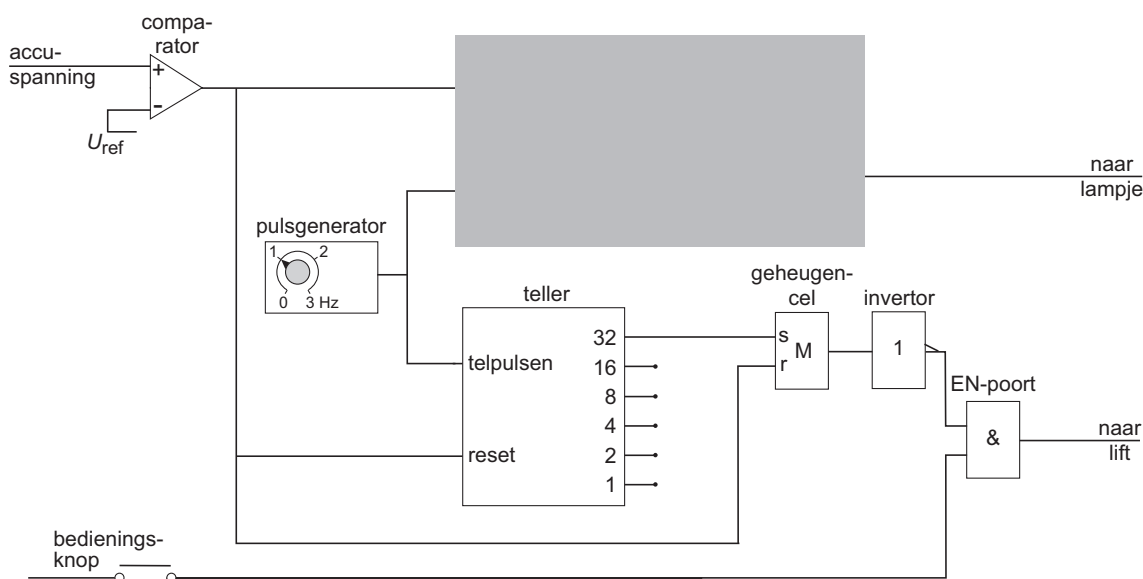 compa-
rator
accu-
spanning
+
-
Uref
naar
lampje
pulsgenerator
1
2
0
3 Hz
teller
telpulsen
reset
32
16
8
4
2
1
geheugen-
cel
s
r
M
invertor
1
EN-poort
&
naar
lift
bedienings-
knop